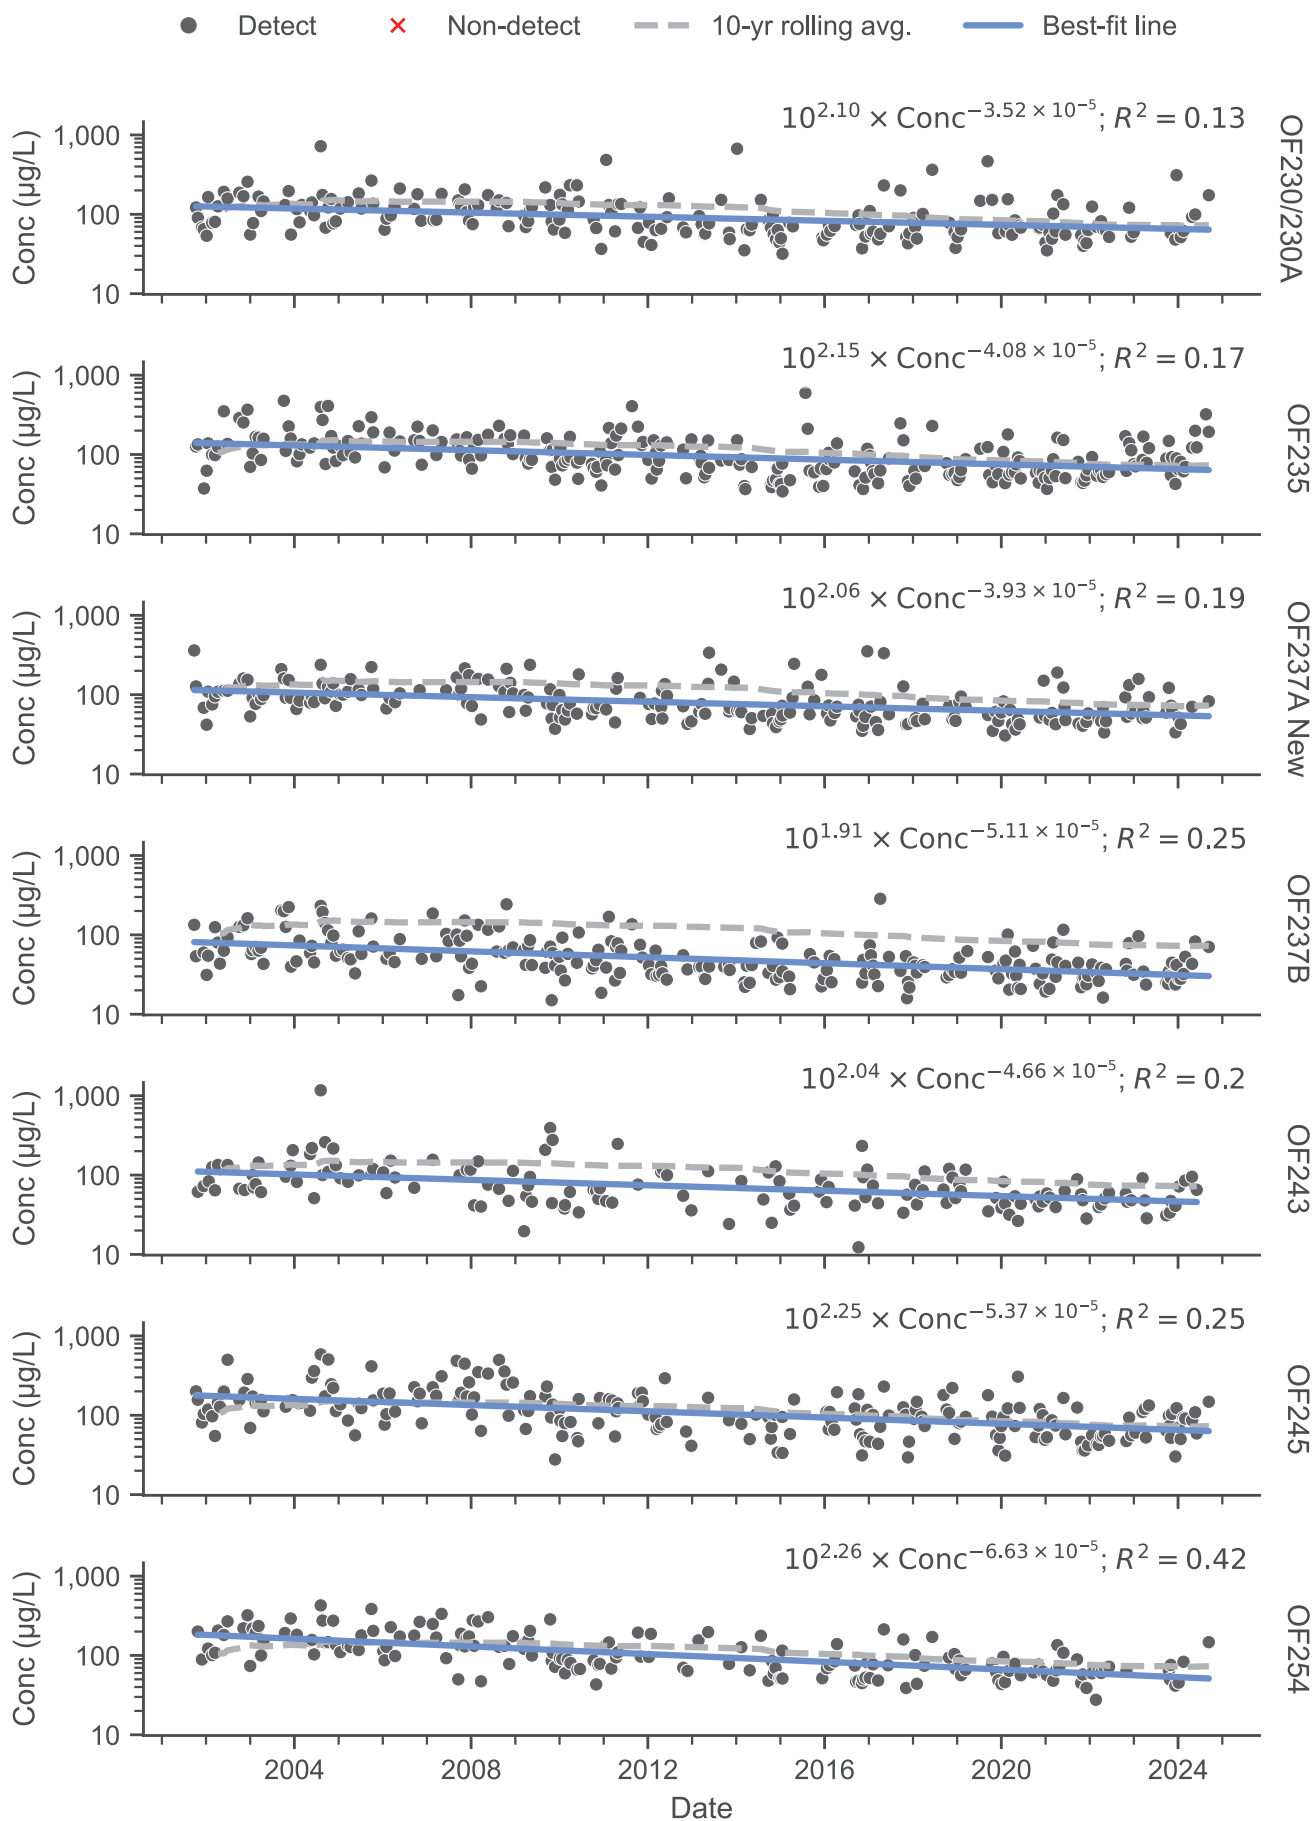 Detect Non-detect 10-yr rolling avg. Best-fit line
10^2.10 × Conc^−3.52 × 10^−5; R² = 0.13
1,000
100
10
Conc (µg/L)
OF230/230A
10^2.15 × Conc^−4.08 × 10^−5; R² = 0.17
1,000
100
10
Conc (µg/L)
OF235
10^2.06 × Conc^−3.93 × 10^−5; R² = 0.19
1,000
100
10
Conc (µg/L)
OF237A New
10^1.91 × Conc^−5.11 × 10^−5; R² = 0.25
1,000
100
10
Conc (µg/L)
OF237B
10^2.04 × Conc^−4.66 × 10^−5; R² = 0.2
1,000
100
10
Conc (µg/L)
OF243
10^2.25 × Conc^−5.37 × 10^−5; R² = 0.25
1,000
100
10
Conc (µg/L)
OF245
10^2.26 × Conc^−6.63 × 10^−5; R² = 0.42
1,000
100
10
Conc (µg/L)
OF254
2004 2008 2012 2016 2020 2024
Date